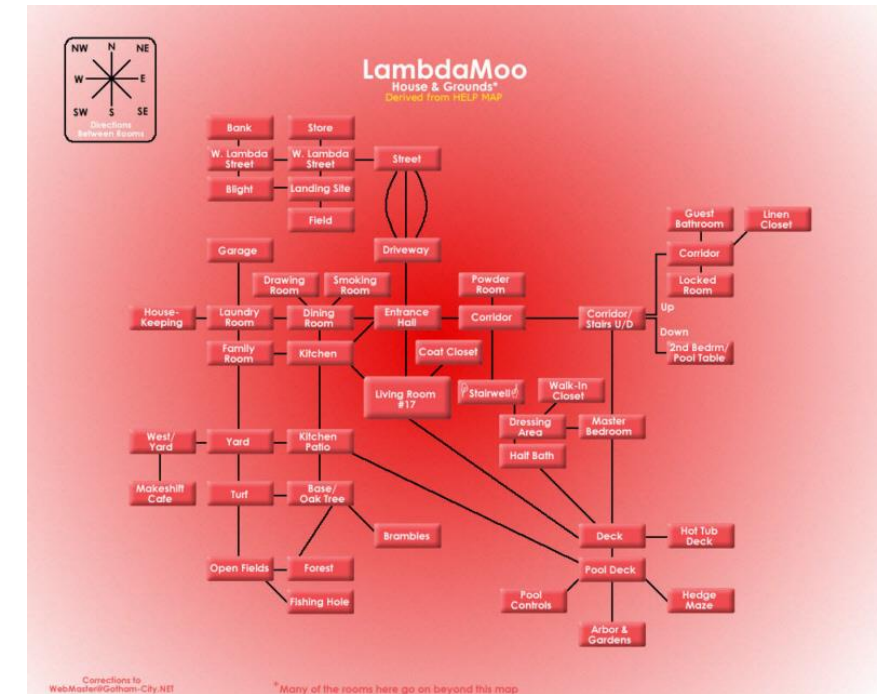 NW N NE
W E
SW S SE
Directions
Between Rooms
LambdaMoo
House & Grounds*
Derived from HELP MAP
Bank
Store
W. Lambda
Street
W. Lambda
Street
Street
Blight
Landing Site
Field
Guest
Bathroom
Linen
Closet
Garage
Driveway
Corridor
Drawing
Room
Smoking
Room
Powder
Room
Locked
Room
House-
Keeping
Laundry
Room
Dining
Room
Entrance
Hall
Corridor
Corridor/
Stairs U/D
Up
Down
Family
Room
Kitchen
Coat Closet
2nd Bedrm/
Pool Table
Living Room
#17
Stairwell
Walk-In
Closet
Dressing
Area
Master
Bedroom
West/
Yard
Yard
Kitchen
Patio
Half Bath
Makeshift
Cafe
Turf
Base/
Oak Tree
Brambles
Deck
Hot Tub
Deck
Open Fields
Forest
Pool Deck
Fishing Hole
Pool
Controls
Hedge
Maze
Arbor &
Gardens
Corrections to
WebMaster@Gotham-City.NET
*Many of the rooms here go on beyond this map